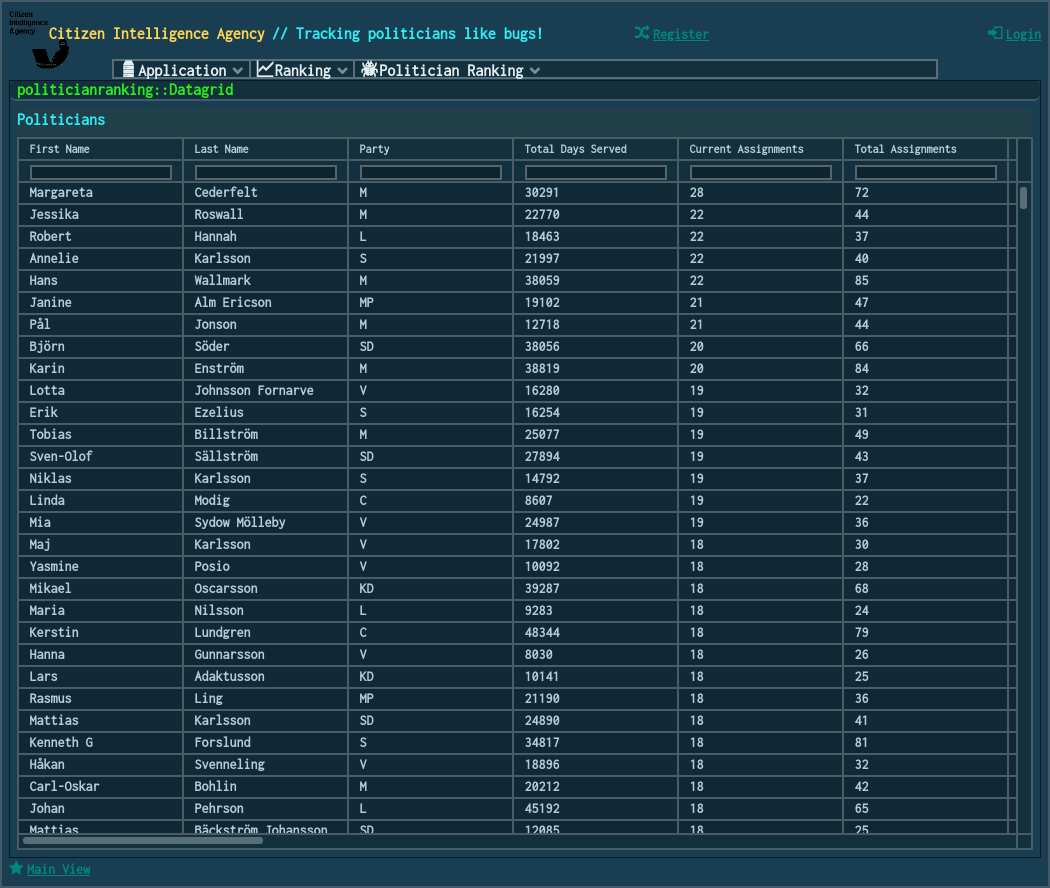 Citizen
Intelligence
Agency
Citizen Intelligence Agency // Tracking politicians like bugs!
Register
Login
Application
Ranking
Politician Ranking
politicianranking::Datagrid
Politicians
First Name Last Name Party Total Days Served Current Assignments Total Assignments
Margareta Cederfelt M 30291 28 72
Jessika Roswall M 22770 22 44
Robert Hannah L 18463 22 37
Annelie Karlsson S 21997 22 40
Hans Wallmark M 38059 22 85
Janine Alm Ericson MP 19102 21 47
Pål Jonson M 12718 21 44
Björn Söder SD 38056 20 66
Karin Enström M 38819 20 84
Lotta Johnsson Fornarve V 16280 19 32
Erik Ezelius S 16254 19 31
Tobias Billström M 25077 19 49
Sven-Olof Sällström SD 27894 19 43
Niklas Karlsson S 14792 19 37
Linda Modig C 8607 19 22
Mia Sydow Mölleby V 24987 19 36
Maj Karlsson V 17802 18 30
Yasmine Posio V 10092 18 28
Mikael Oscarsson KD 39287 18 68
Maria Nilsson L 9283 18 24
Kerstin Lundgren C 48344 18 79
Hanna Gunnarsson V 8030 18 26
Lars Adaktusson KD 10141 18 25
Rasmus Ling MP 21190 18 36
Mattias Karlsson SD 24890 18 41
Kenneth G Forslund S 34817 18 81
Håkan Svenneling V 18896 18 32
Carl-Oskar Bohlin M 20212 18 42
Johan Pehrson L 45192 18 65
Mattias Bäckström Johansson SD 12085 18 25
Main View